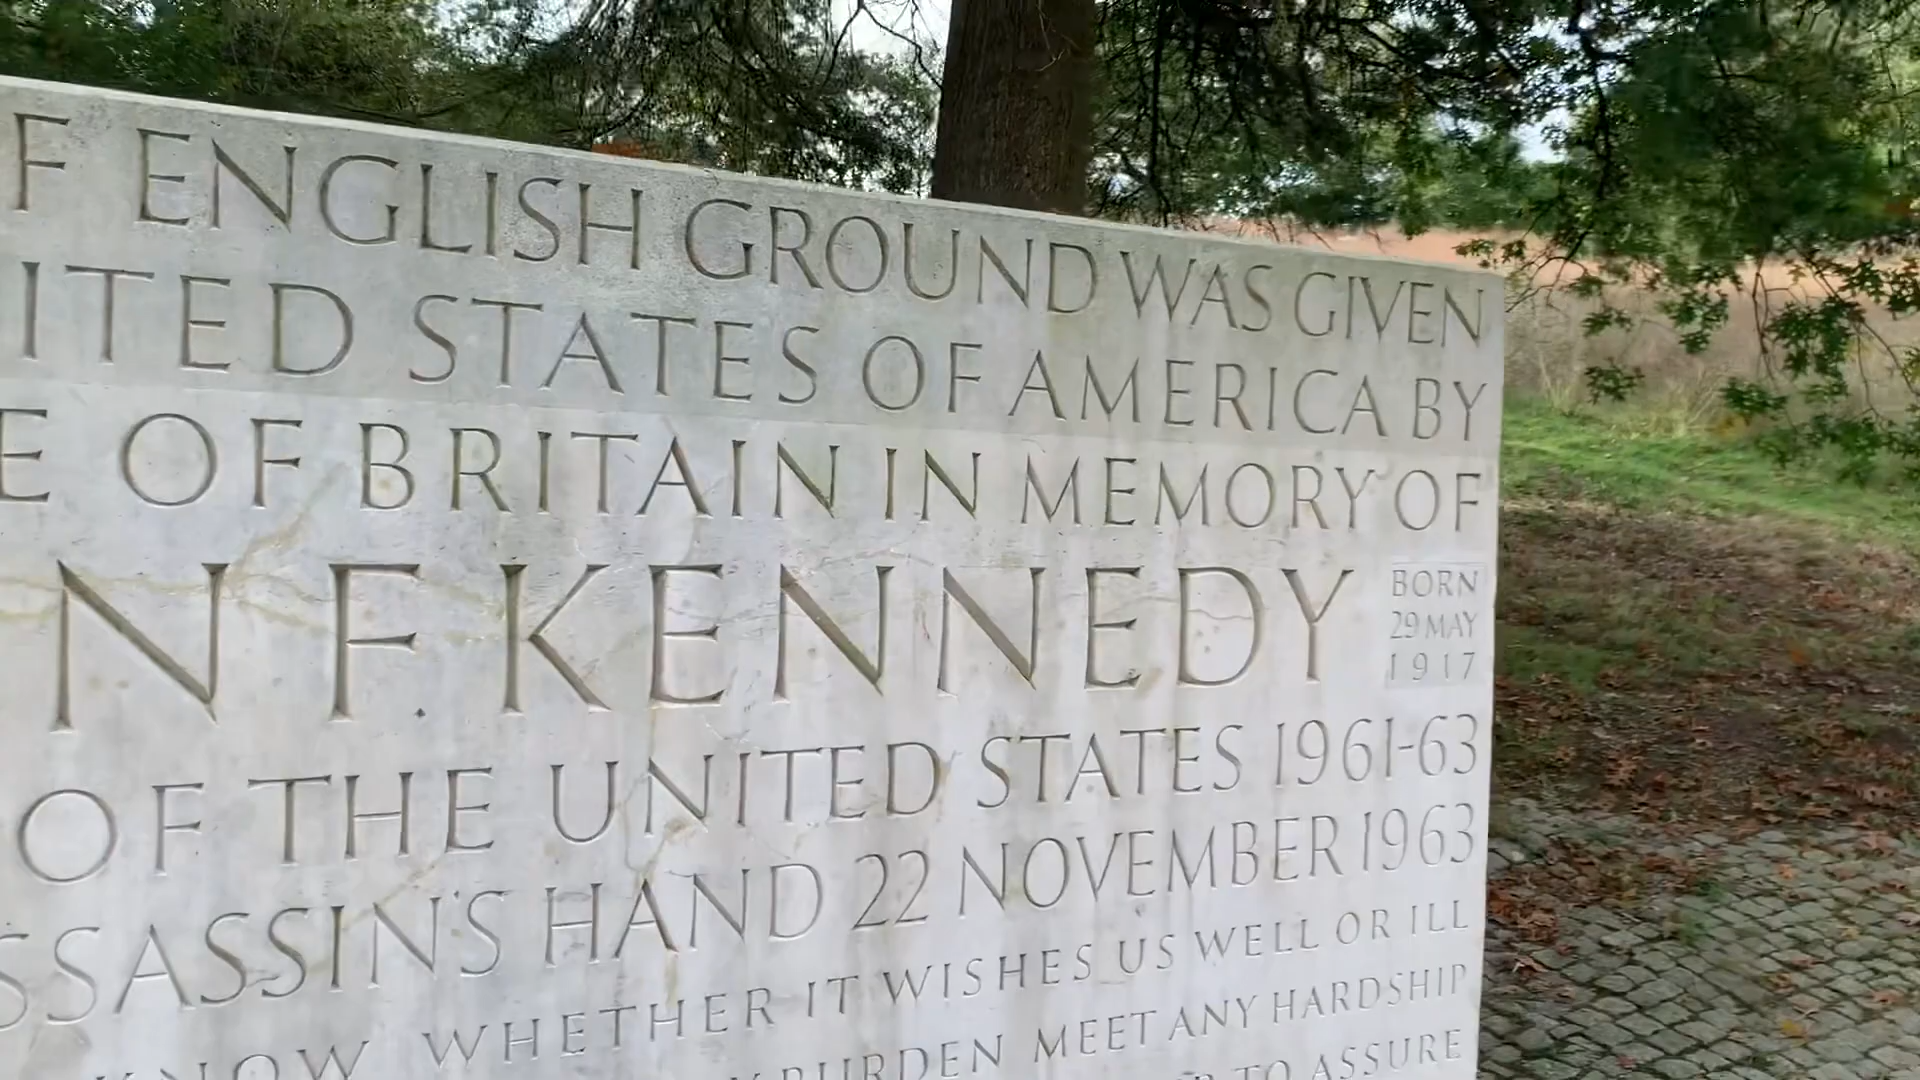 F ENGLISH GROUND WAS GIVEN
ITED STATES OF AMERICA BY
E OF BRITAIN IN MEMORY OF
N F KENNEDY
BORN
29 MAY
1917
OF THE UNITED STATES 1961-63
SSASSIN'S HAND 22 NOVEMBER 1963
KNOW WHETHER IT WISHES US WELL OR ILL
BURDEN MEET ANY HARDSHIP
TO ASSURE